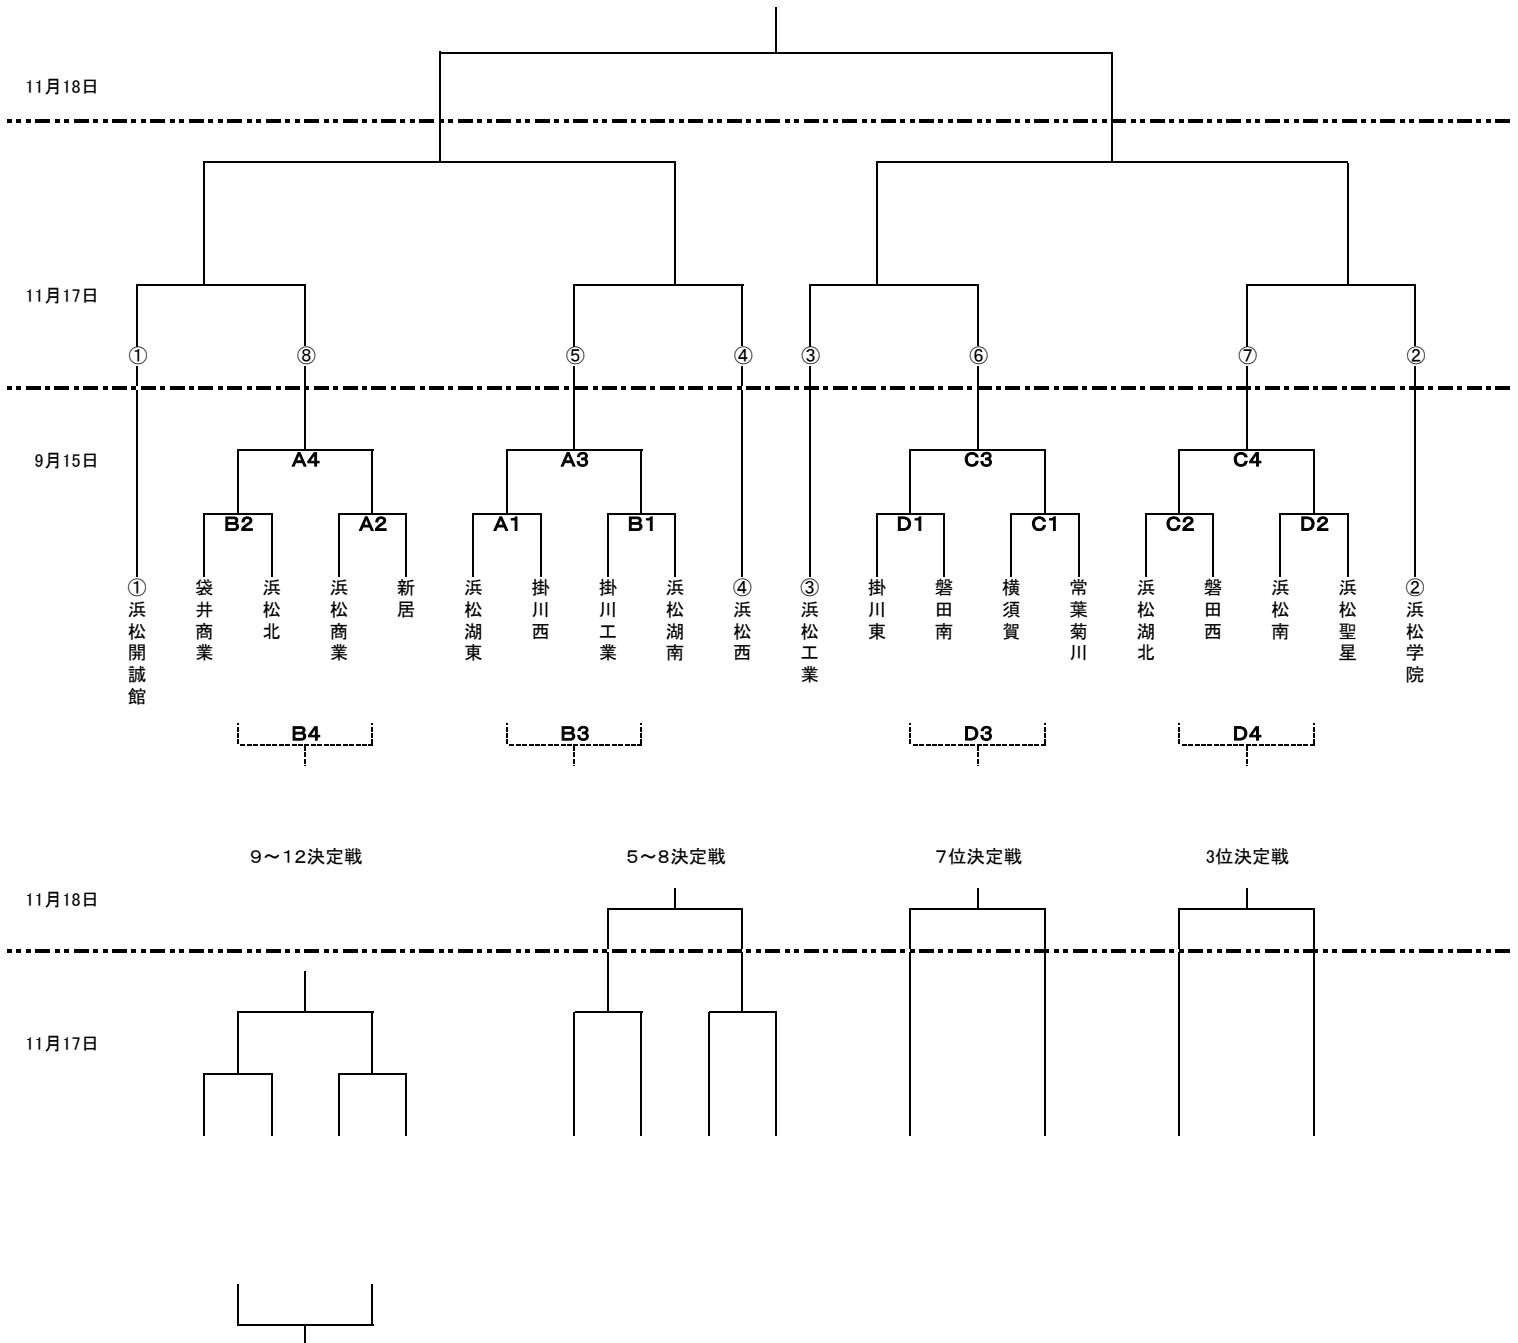 11月18日
11月17日
① ⑧ ⑤ ④ ③ ⑥ ⑦ ②
9月15日
A4 A3 C3 C4
B2 A2 A1 B1 D1 C1 C2 D2
①浜松開誠館
袋井商業
浜松北
浜松商業
新居
浜松湖東
掛川西
掛川工業
浜松湖南
④浜松西
③浜松工業
掛川東
磐田南
横須賀
常葉菊川
浜松湖北
磐田西
浜松南
浜松聖星
②浜松学院
B4 B3 D3 D4
9～12決定戦 5～8決定戦 7位決定戦 3位決定戦
11月18日
11月17日